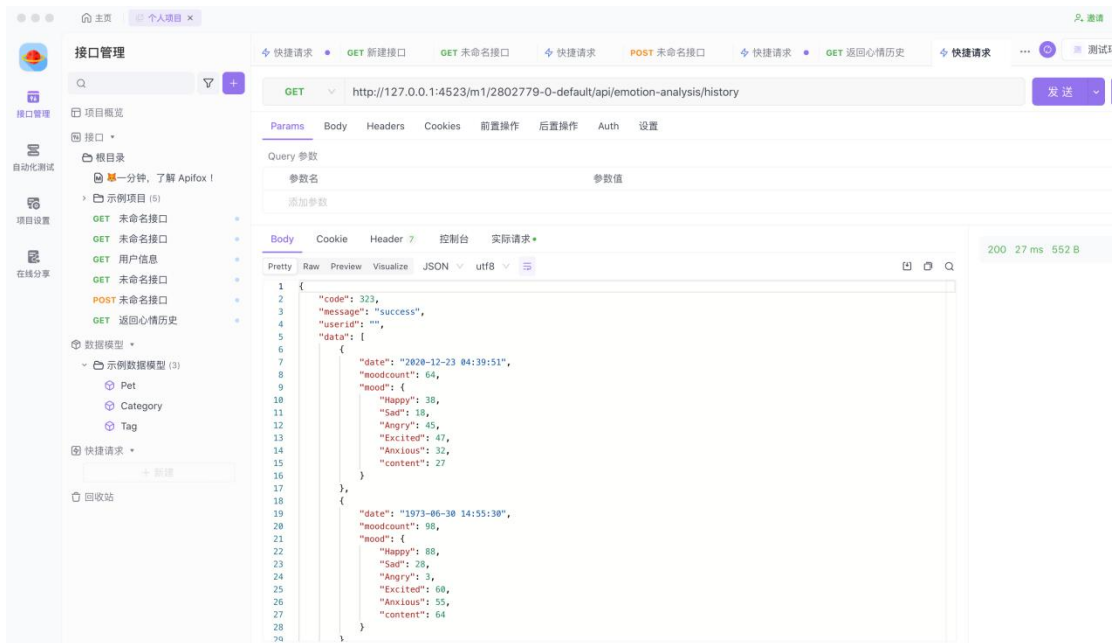 主页
个人项目 ×
邀请
接口管理
快捷请求
GET 新建接口
GET 未命名接口
快捷请求
POST 未命名接口
快捷请求
GET 返回心情历史
快捷请求
...
测试环
接口管理
自动化测试
项目设置
在线分享
项目概览
接口
根目录
一分钟，了解 Apifox！
示例项目 (5)
GET 未命名接口
GET 未命名接口
GET 用户信息
GET 未命名接口
POST 未命名接口
GET 返回心情历史
数据模型
示例数据模型 (3)
Pet
Category
Tag
快捷请求
+ 新建
回收站
GET http://127.0.0.1:4523/m1/2802779-0-default/api/emotion-analysis/history 发 送
Params Body Headers Cookies 前置操作 后置操作 Auth 设置
Query 参数
参数名 参数值
添加参数
Body Cookie Header 7 控制台 实际请求
200 27 ms 552 B
Pretty Raw Preview Visualize JSON utf8
1 {
2 "code": 323,
3 "message": "success",
4 "userid": "",
5 "data": [
6 {
7 "date": "2020-12-23 04:39:51",
8 "moodcount": 64,
9 "mood": {
10 "Happy": 38,
11 "Sad": 18,
12 "Angry": 45,
13 "Excited": 47,
14 "Anxious": 32,
15 "content": 27
16 }
17 },
18 {
19 "date": "1973-06-30 14:55:30",
20 "moodcount": 98,
21 "mood": {
22 "Happy": 88,
23 "Sad": 28,
24 "Angry": 3,
25 "Excited": 60,
26 "Anxious": 55,
27 "content": 64
28 }
29 }